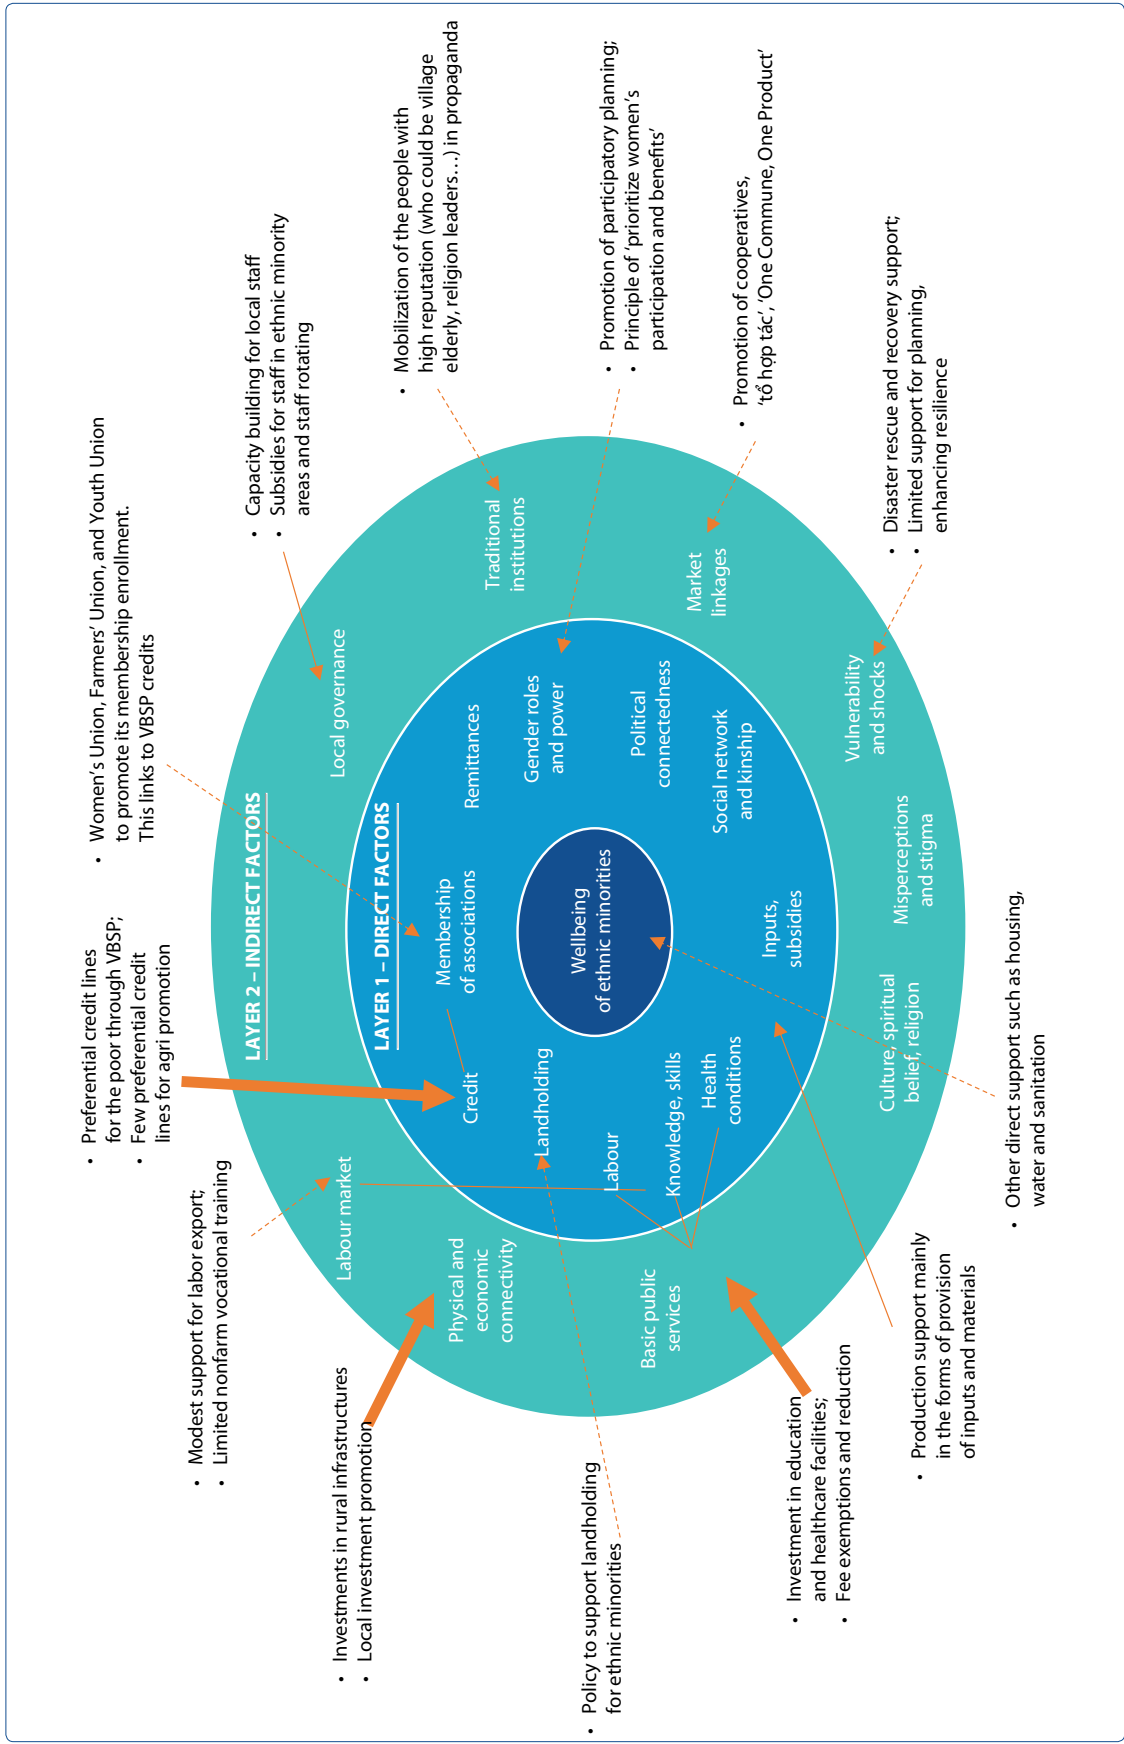 • Preferential credit lines
for the poor through VBSP;
• Few preferential credit
lines for agri promotion
• Women’s Union, Farmers’ Union, and Youth Union
to promote its membership enrollment.
This links to VBSP credits
• Modest support for labor export;
• Limited nonfarm vocational training
• Capacity building for local staff
• Subsidies for staff in ethnic minority
areas and staff rotating
• Investments in rural infrastructures
• Local investment promotion
• Mobilization of the people with
high reputation (who could be village
elderly, religion leaders…) in propaganda
LAYER 2 – INDIRECT FACTORS
Labour market
Local governance
LAYER 1 – DIRECT FACTORS
Physical and
economic
connectivity
Credit
Membership
of associations
Remittances
Traditional
institutions
Landholding
Gender roles
and power
• Policy to support landholding
for ethnic minorities
Labour
Wellbeing
of ethnic minorities
• Promotion of participatory planning;
• Principle of ‘prioritize women’s
participation and benefits’
Basic public
services
Knowledge, skills
Political
connectedness
Market
linkages
Health
conditions
Social network
and kinship
• Promotion of cooperatives,
‘tổ hợp tác’, ‘One Commune, One Product’
Inputs,
subsidies
• Investment in education
and healthcare facilities;
• Fee exemptions and reduction
Vulnerability
and shocks
Culture, spiritual
belief, religion
Misperceptions
and stigma
• Disaster rescue and recovery support;
• Limited support for planning,
enhancing resilience
• Production support mainly
in the forms of provision
of inputs and materials
• Other direct support such as housing,
water and sanitation